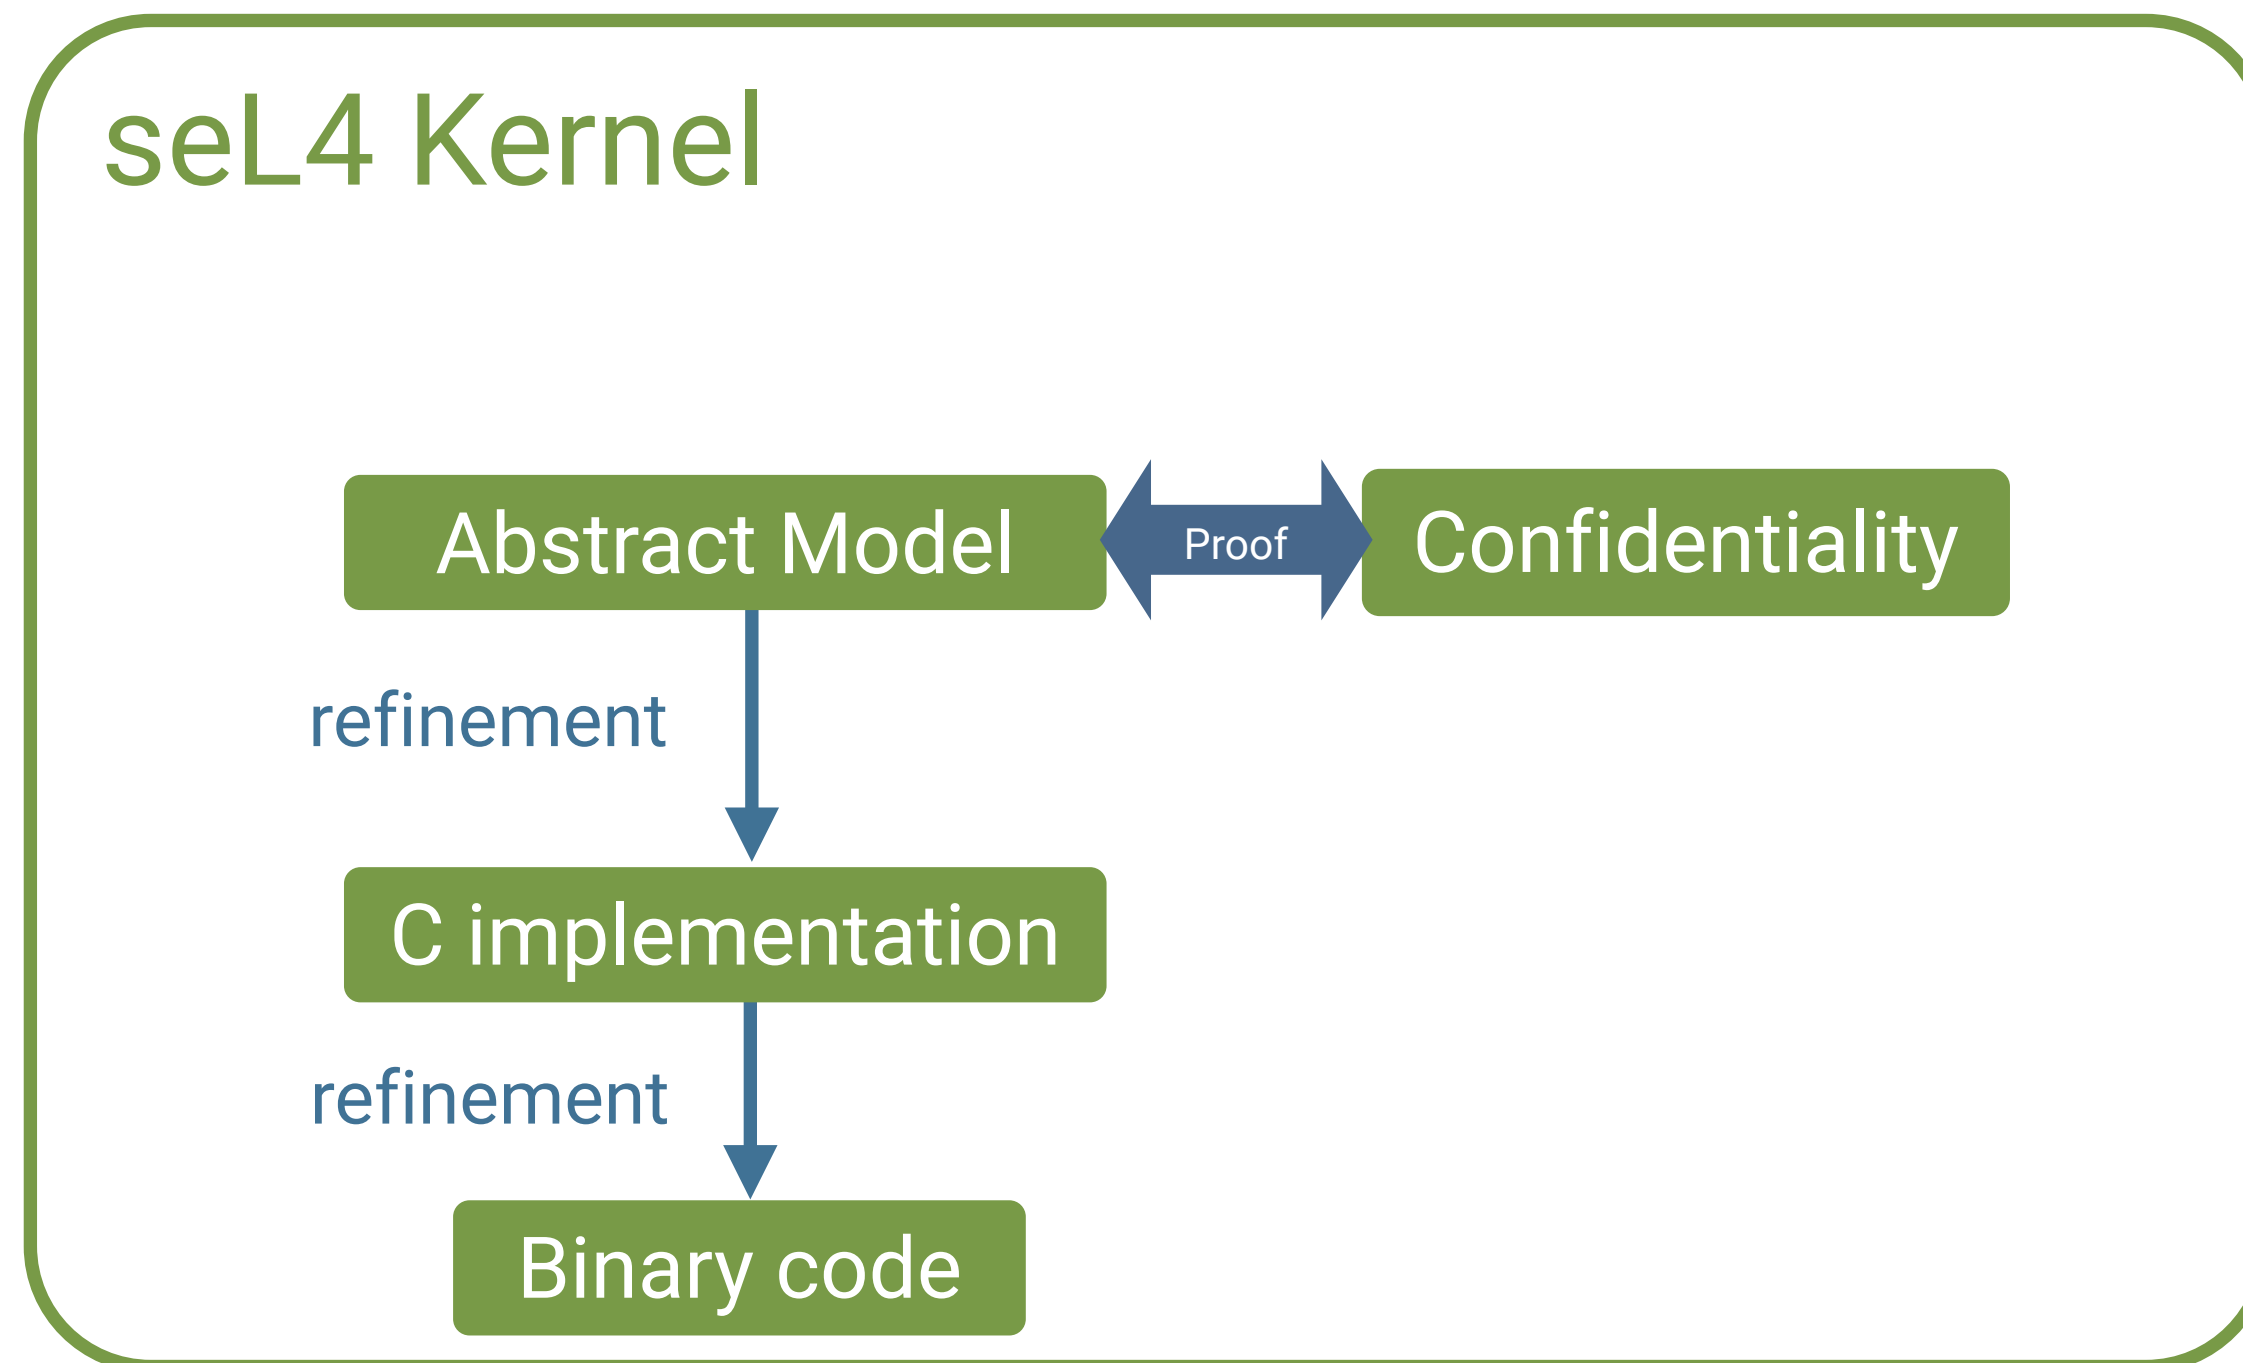 seL4 Kernel
Abstract Model
Proof
Confidentiality
refinement
C implementation
refinement
Binary code